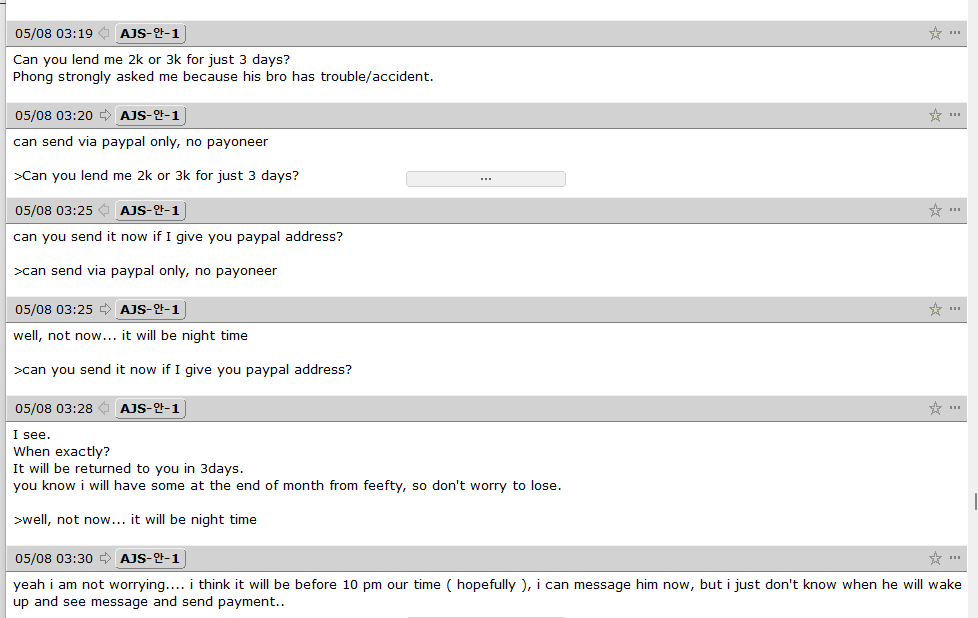 05/08 03:19 AJS-안-1
Can you lend me 2k or 3k for just 3 days?
Phong strongly asked me because his bro has trouble/accident.
05/08 03:20 AJS-안-1
can send via paypal only, no payoneer
>Can you lend me 2k or 3k for just 3 days?
...
05/08 03:25 AJS-안-1
can you send it now if I give you paypal address?
>can send via paypal only, no payoneer
05/08 03:25 AJS-안-1
well, not now... it will be night time
>can you send it now if I give you paypal address?
05/08 03:28 AJS-안-1
I see.
When exactly?
It will be returned to you in 3days.
you know i will have some at the end of month from feefty, so don't worry to lose.
>well, not now... it will be night time
05/08 03:30 AJS-안-1
yeah i am not worrying.... i think it will be before 10 pm our time ( hopefully ), i can message him now, but i just don't know when he will wake
up and see message and send payment..